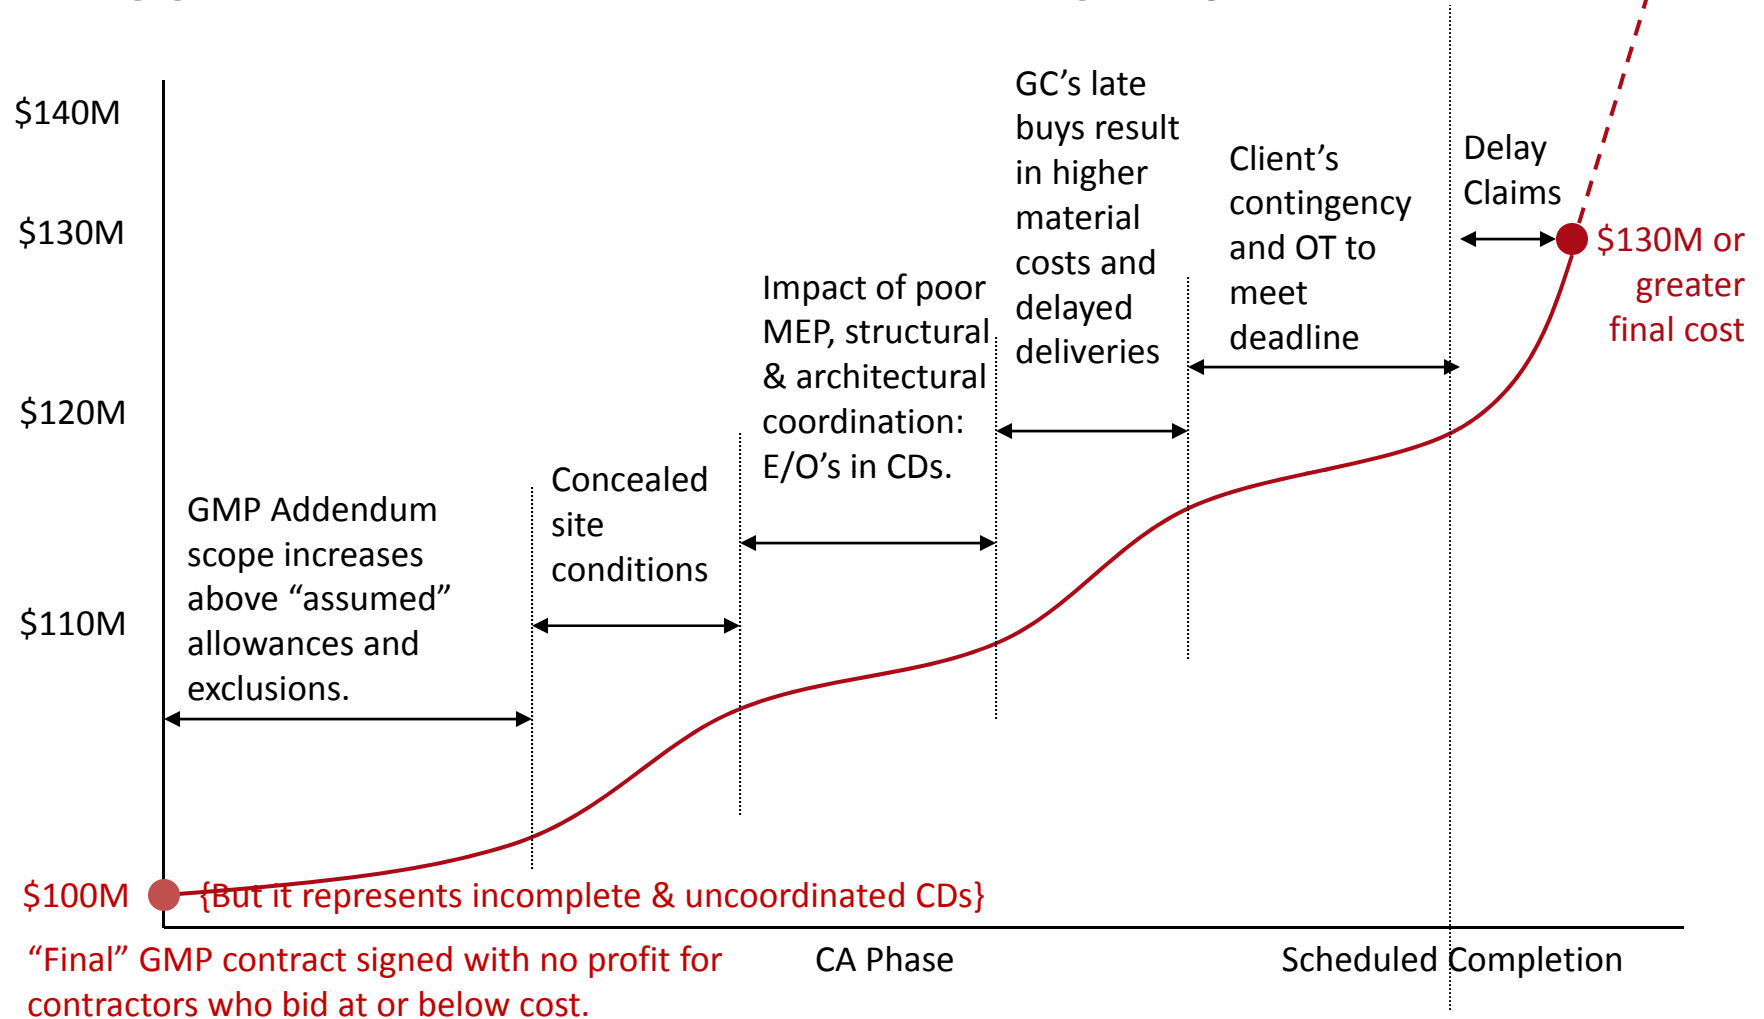 $140M
$130M
$120M
$110M
$100M
GMP Addendum
scope increases
above “assumed”
allowances and
exclusions.
Concealed
site
conditions
Impact of poor
MEP, structural
& architectural
coordination:
E/O’s in CDs.
GC’s late
buys result
in higher
material
costs and
delayed
deliveries
Client’s
contingency
and OT to
meet
deadline
Delay
Claims
$130M or
greater
final cost
{But it represents incomplete & uncoordinated CDs}
“Final” GMP contract signed with no profit for
contractors who bid at or below cost.
CA Phase
Scheduled Completion